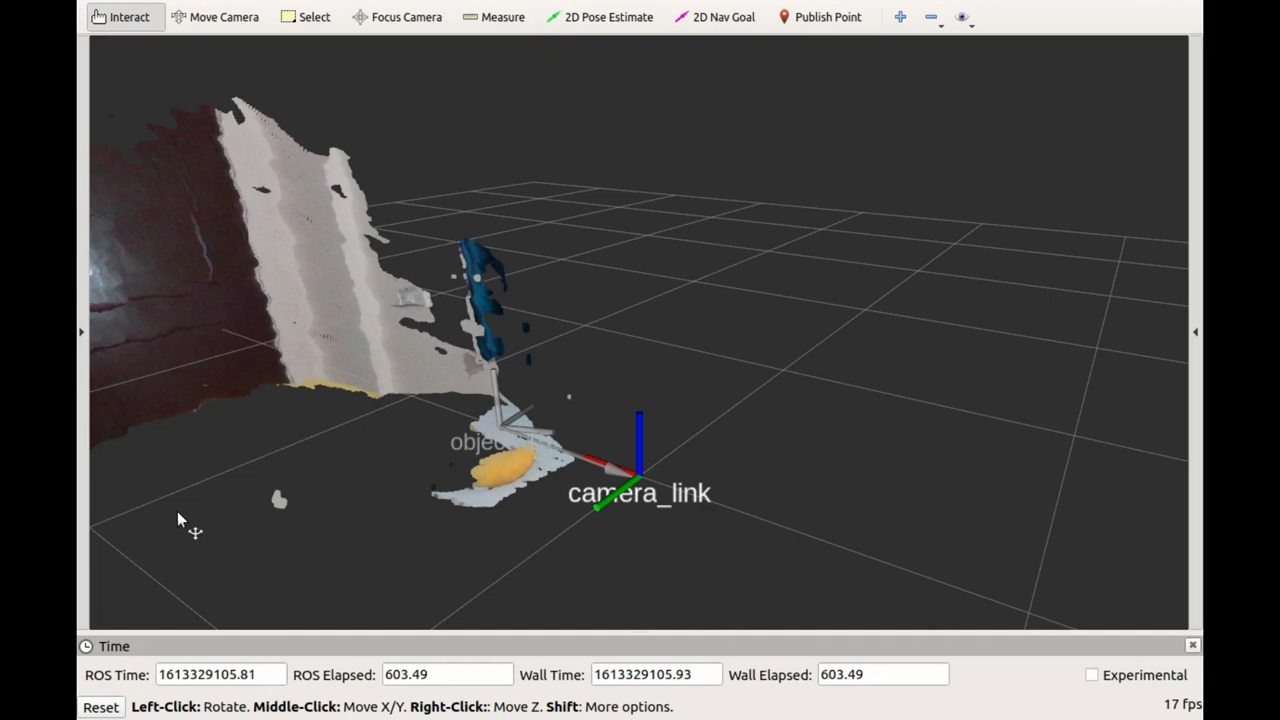 Interact Move Camera Select Focus Camera Measure 2D Pose Estimate 2D Nav Goal Publish Point
objec
camera_link
Time
ROS Time: 1613329105.81 ROS Elapsed: 603.49 Wall Time: 1613329105.93 Wall Elapsed: 603.49 Experimental
Reset Left-Click: Rotate. Middle-Click: Move X/Y. Right-Click:: Move Z. Shift: More options. 17 fps